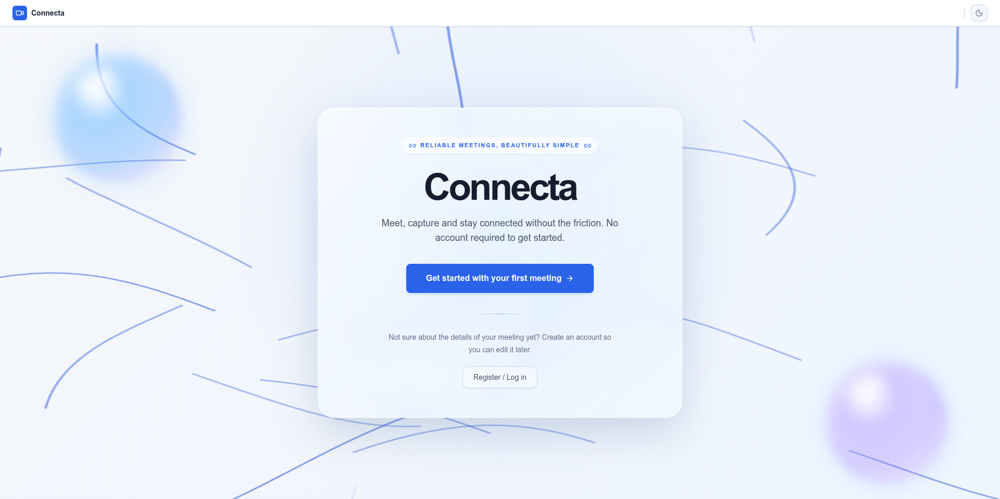 Connecta
RELIABLE MEETINGS, BEAUTIFULLY SIMPLE
Connecta
Meet, capture and stay connected without the friction. No
account required to get started.
Get started with your first meeting
Not sure about the details of your meeting yet? Create an account so
you can edit it later.
Register / Log in